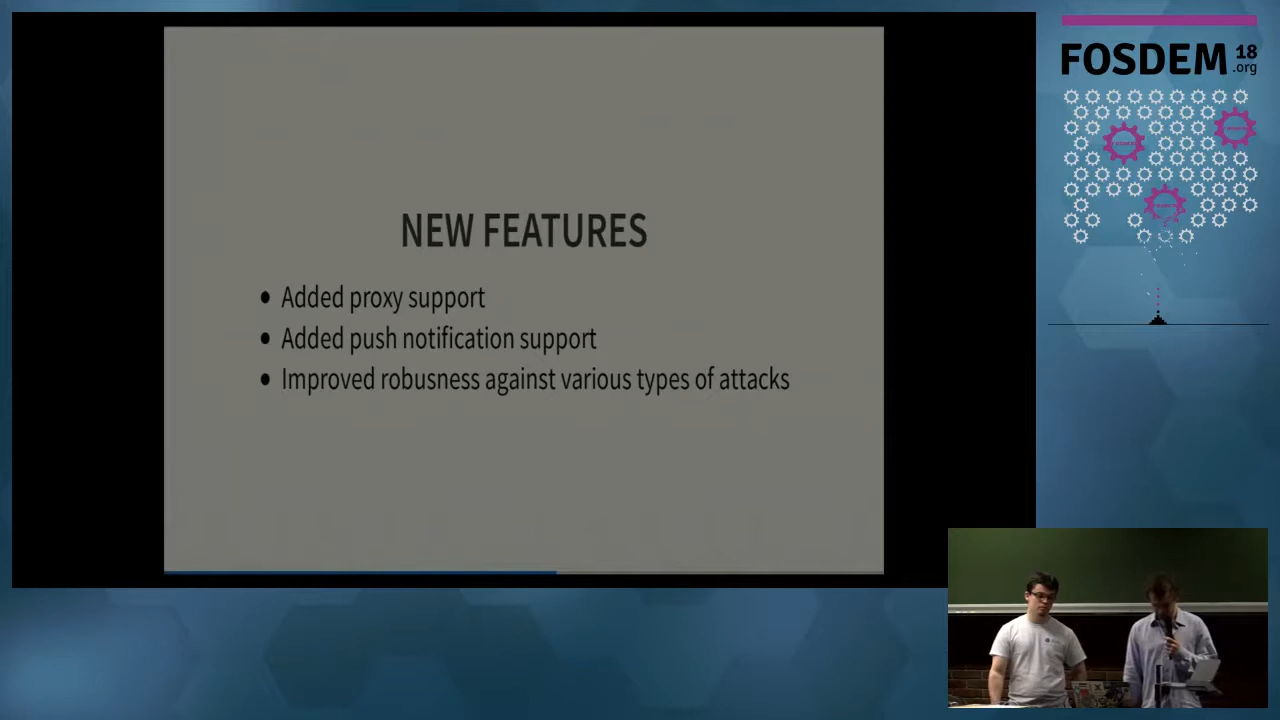 FOSDEM 18
.org
NEW FEATURES
Added proxy support
Added push notification support
Improved robusness against various types of attacks